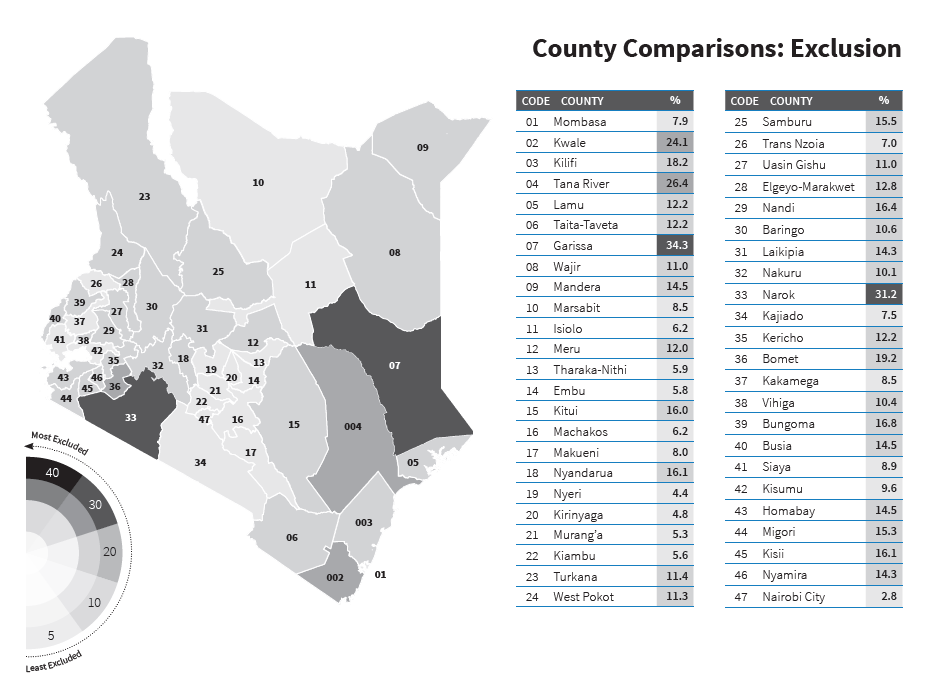 County Comparisons: Exclusion
CODE COUNTY %
01 Mombasa 7.9
02 Kwale 24.1
03 Kilifi 18.2
04 Tana River 26.4
05 Lamu 12.2
06 Taita-Taveta 12.2
07 Garissa 34.3
08 Wajir 11.0
09 Mandera 14.5
10 Marsabit 8.5
11 Isiolo 6.2
12 Meru 12.0
13 Tharaka-Nithi 5.9
14 Embu 5.8
15 Kitui 16.0
16 Machakos 6.2
17 Makueni 8.0
18 Nyandarua 16.1
19 Nyeri 4.4
20 Kirinyaga 4.8
21 Murang'a 5.3
22 Kiambu 5.6
23 Turkana 11.4
24 West Pokot 11.3
CODE COUNTY %
25 Samburu 15.5
26 Trans Nzoia 7.0
27 Uasin Gishu 11.0
28 Elgeyo-Marakwet 12.8
29 Nandi 16.4
30 Baringo 10.6
31 Laikipia 14.3
32 Nakuru 10.1
33 Narok 31.2
34 Kajiado 7.5
35 Kericho 12.2
36 Bomet 19.2
37 Kakamega 8.5
38 Vihiga 10.4
39 Bungoma 16.8
40 Busia 14.5
41 Siaya 8.9
42 Kisumu 9.6
43 Homabay 14.5
44 Migori 15.3
45 Kisii 16.1
46 Nyamira 14.3
47 Nairobi City 2.8
09
10
23
24
08
25
26
28
11
39
30
27
40
37
29
31
41
38
12
42
35
18
13
32
07
19
43
46
20
14
45
36
44
21
22
33
47
16
15
004
17
34
05
003
06
002
01
Most Excluded
40
30
20
10
5
Least Excluded